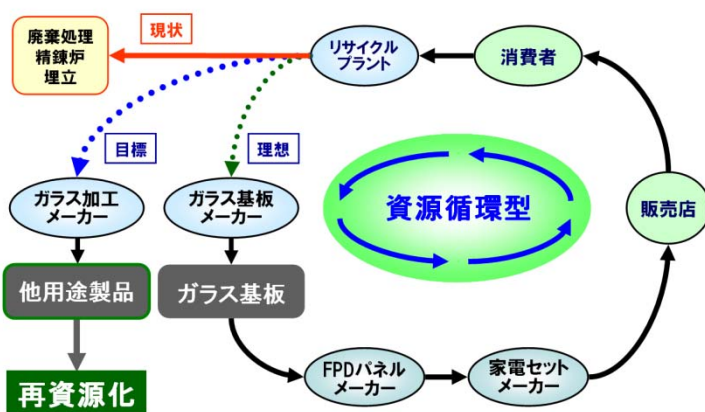 廃棄処理
精錬炉
埋立
現状
リサイクル
プラント
消費者
目標
理想
ガラス加工
メーカー
ガラス基板
メーカー
資源循環型
販売店
他用途製品
ガラス基板
再資源化
FPDパネル
メーカー
家電セット
メーカー